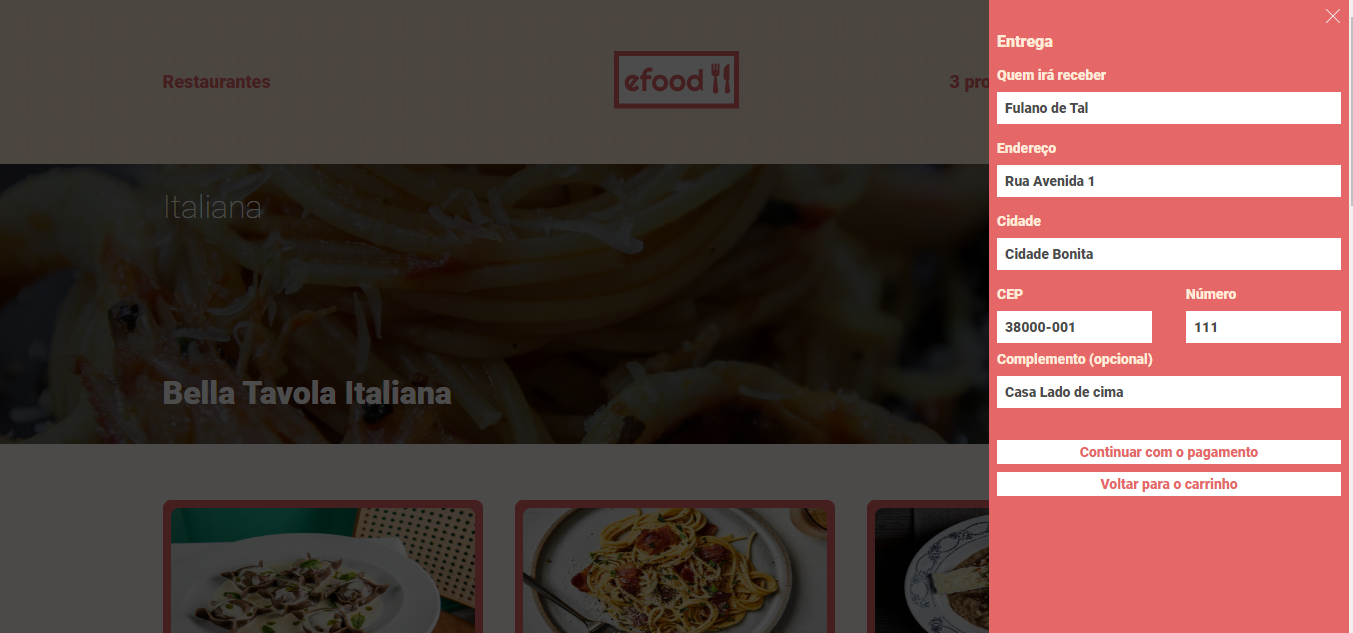 Restaurantes
efood
3 pro
Italiana
Bella Tavola Italiana
Entrega
Quem irá receber
Fulano de Tal
Endereço
Rua Avenida 1
Cidade
Cidade Bonita
CEP
Número
38000-001
111
Complemento (opcional)
Casa Lado de cima
Continuar com o pagamento
Voltar para o carrinho